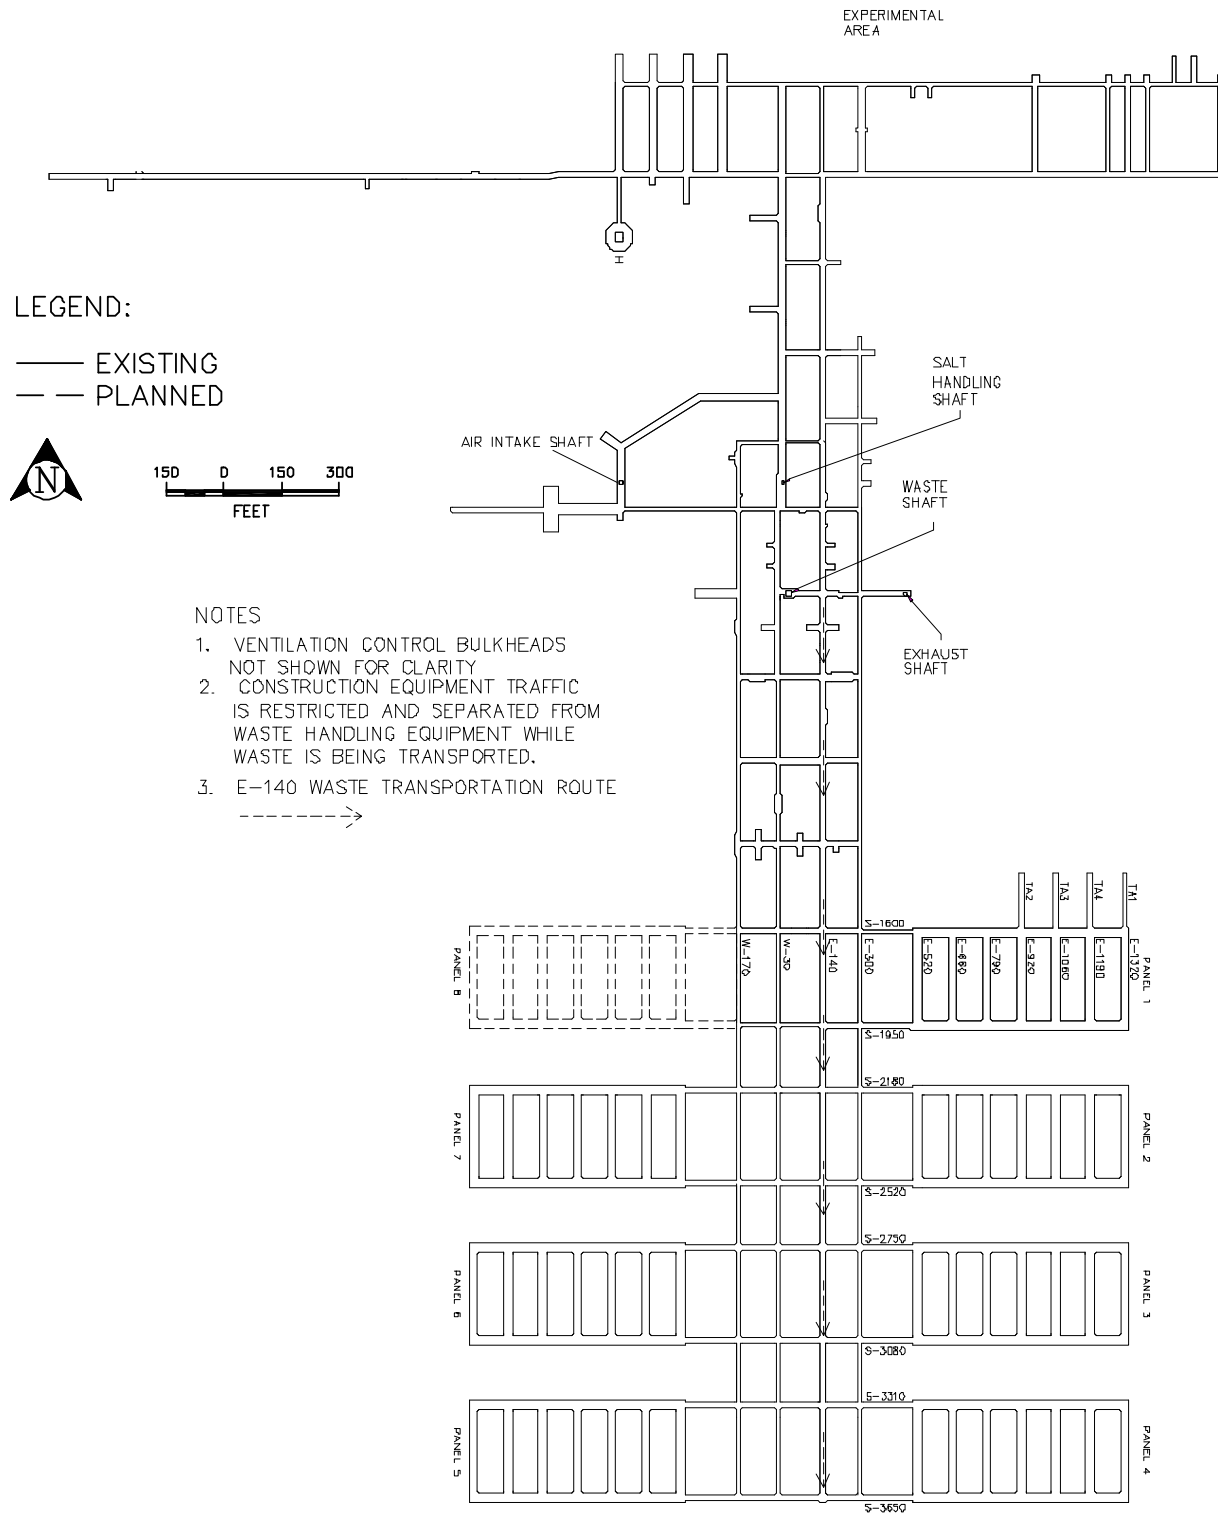 EXPERIMENTAL
AREA
LEGEND:
EXISTING
PLANNED
N
150 0 150 300
FEET
H
SALT
HANDLING
SHAFT
AIR INTAKE SHAFT
WASTE
SHAFT
EXHAUST
SHAFT
NOTES
1. VENTILATION CONTROL BULKHEADS
NOT SHOWN FOR CLARITY
2. CONSTRUCTION EQUIPMENT TRAFFIC
IS RESTRICTED AND SEPARATED FROM
WASTE HANDLING EQUIPMENT WHILE
WASTE IS BEING TRANSPORTED.
3. E-140 WASTE TRANSPORTATION ROUTE
TA2
TA3
TA4
TA1
S-1600
W-170
W-30
E-140
E-300
E-520
E-660
E-790
E-920
E-1060
E-1190
E-1320
PANEL 8
PANEL 1
S-1950
S-2180
PANEL 7
PANEL 2
S-2520
S-2750
PANEL 6
PANEL 3
S-3080
S-3310
PANEL 5
PANEL 4
S-3650